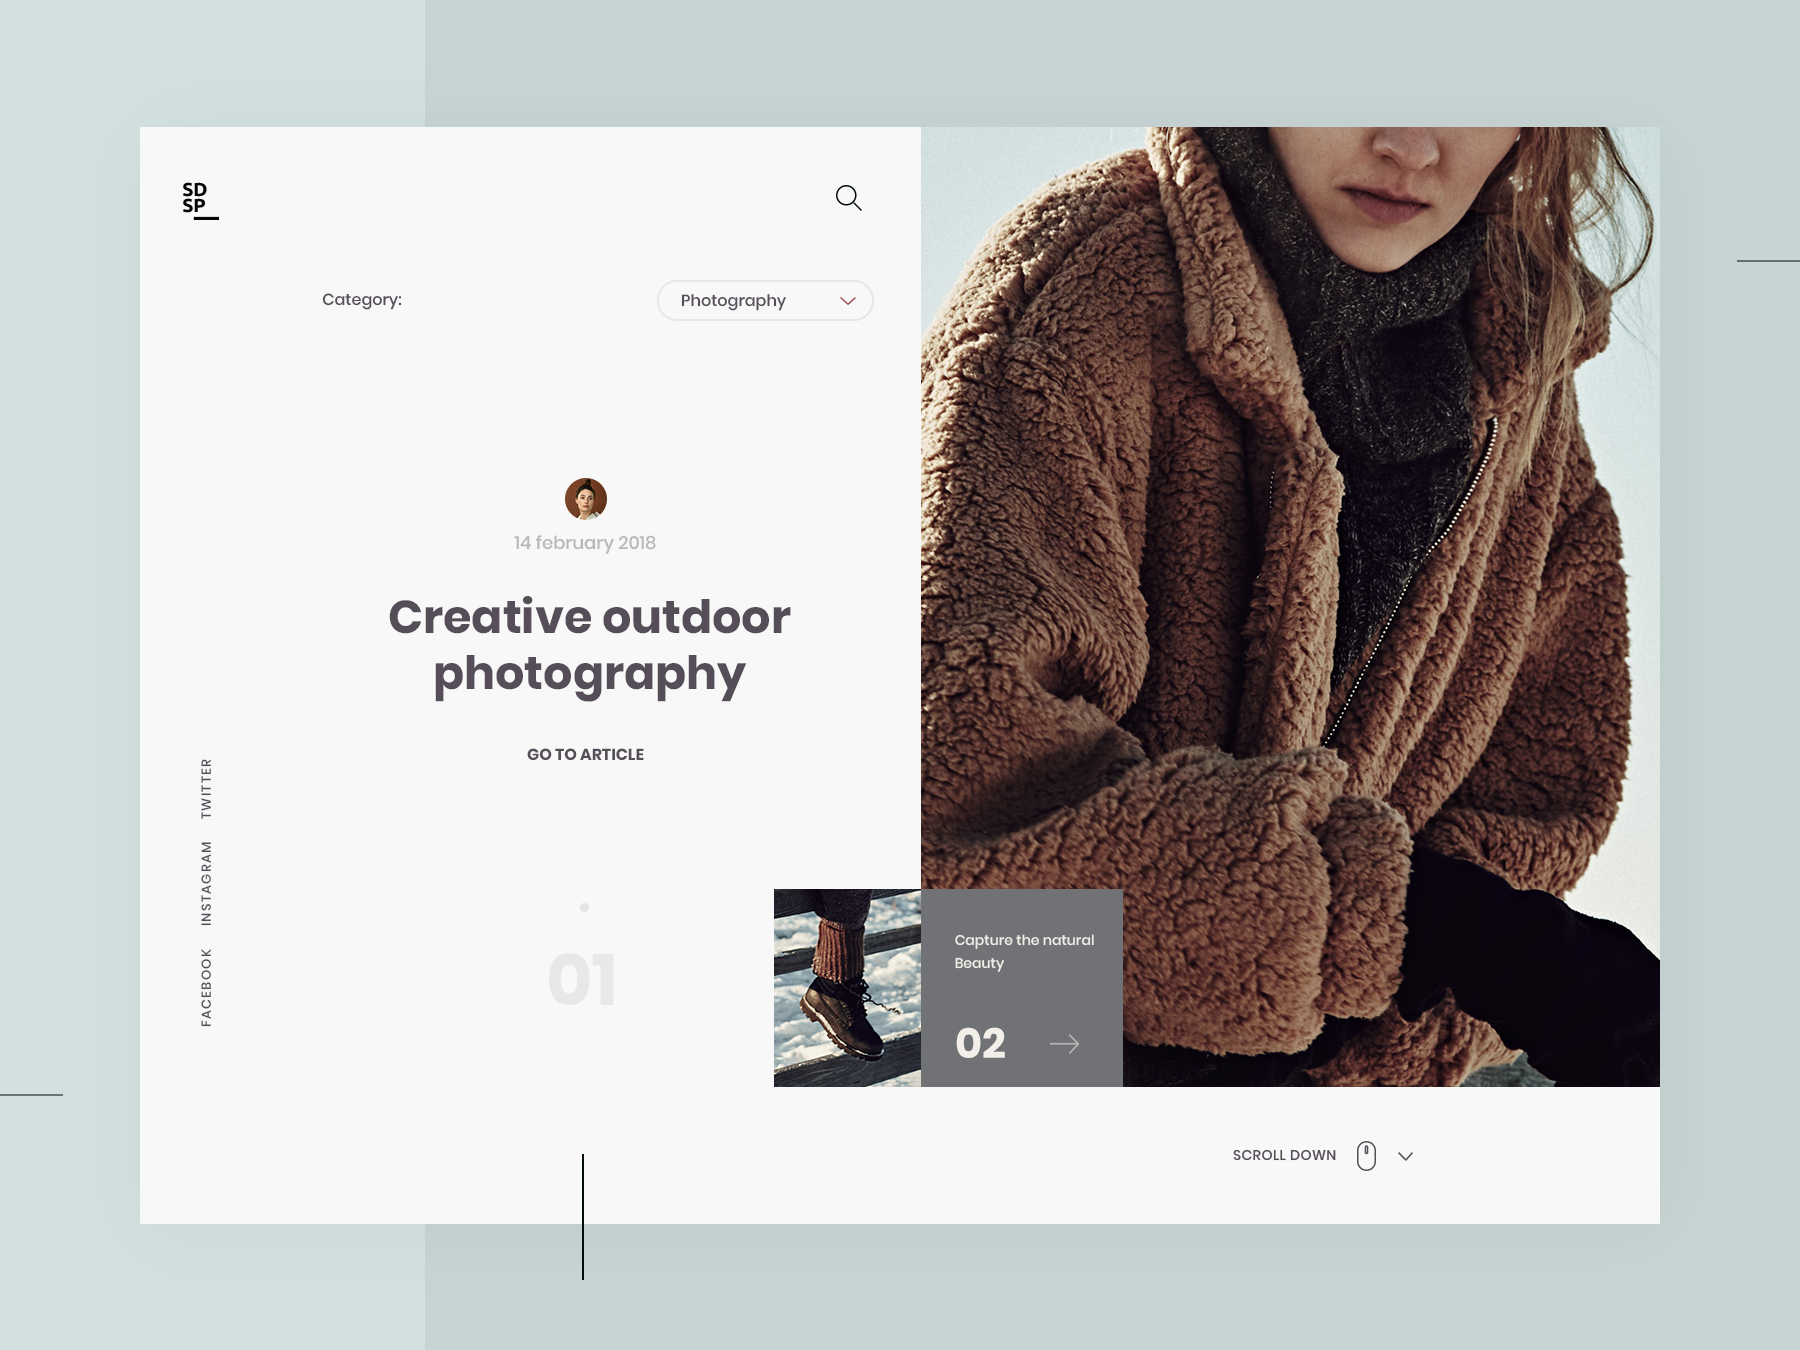 SD
SP
Category:
Photography
14 february 2018
Creative outdoor
photography
GO TO ARTICLE
TWITTER
INSTAGRAM
FACEBOOK
01
Capture the natural
Beauty
02
SCROLL DOWN